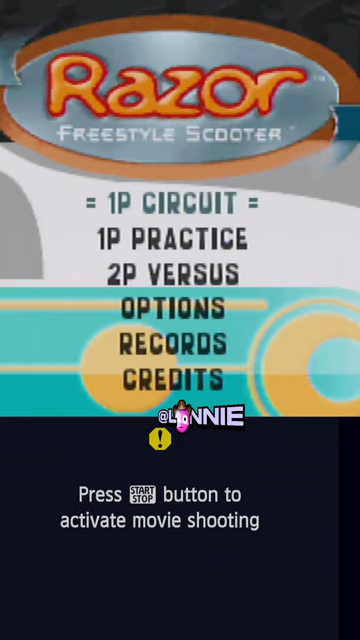 Razor™
FREESTYLE SCOOTER
= 1P CIRCUIT =
1P PRACTICE
2P VERSUS
OPTIONS
RECORDS
CREDITS
Press START STOP button to
activate movie shooting